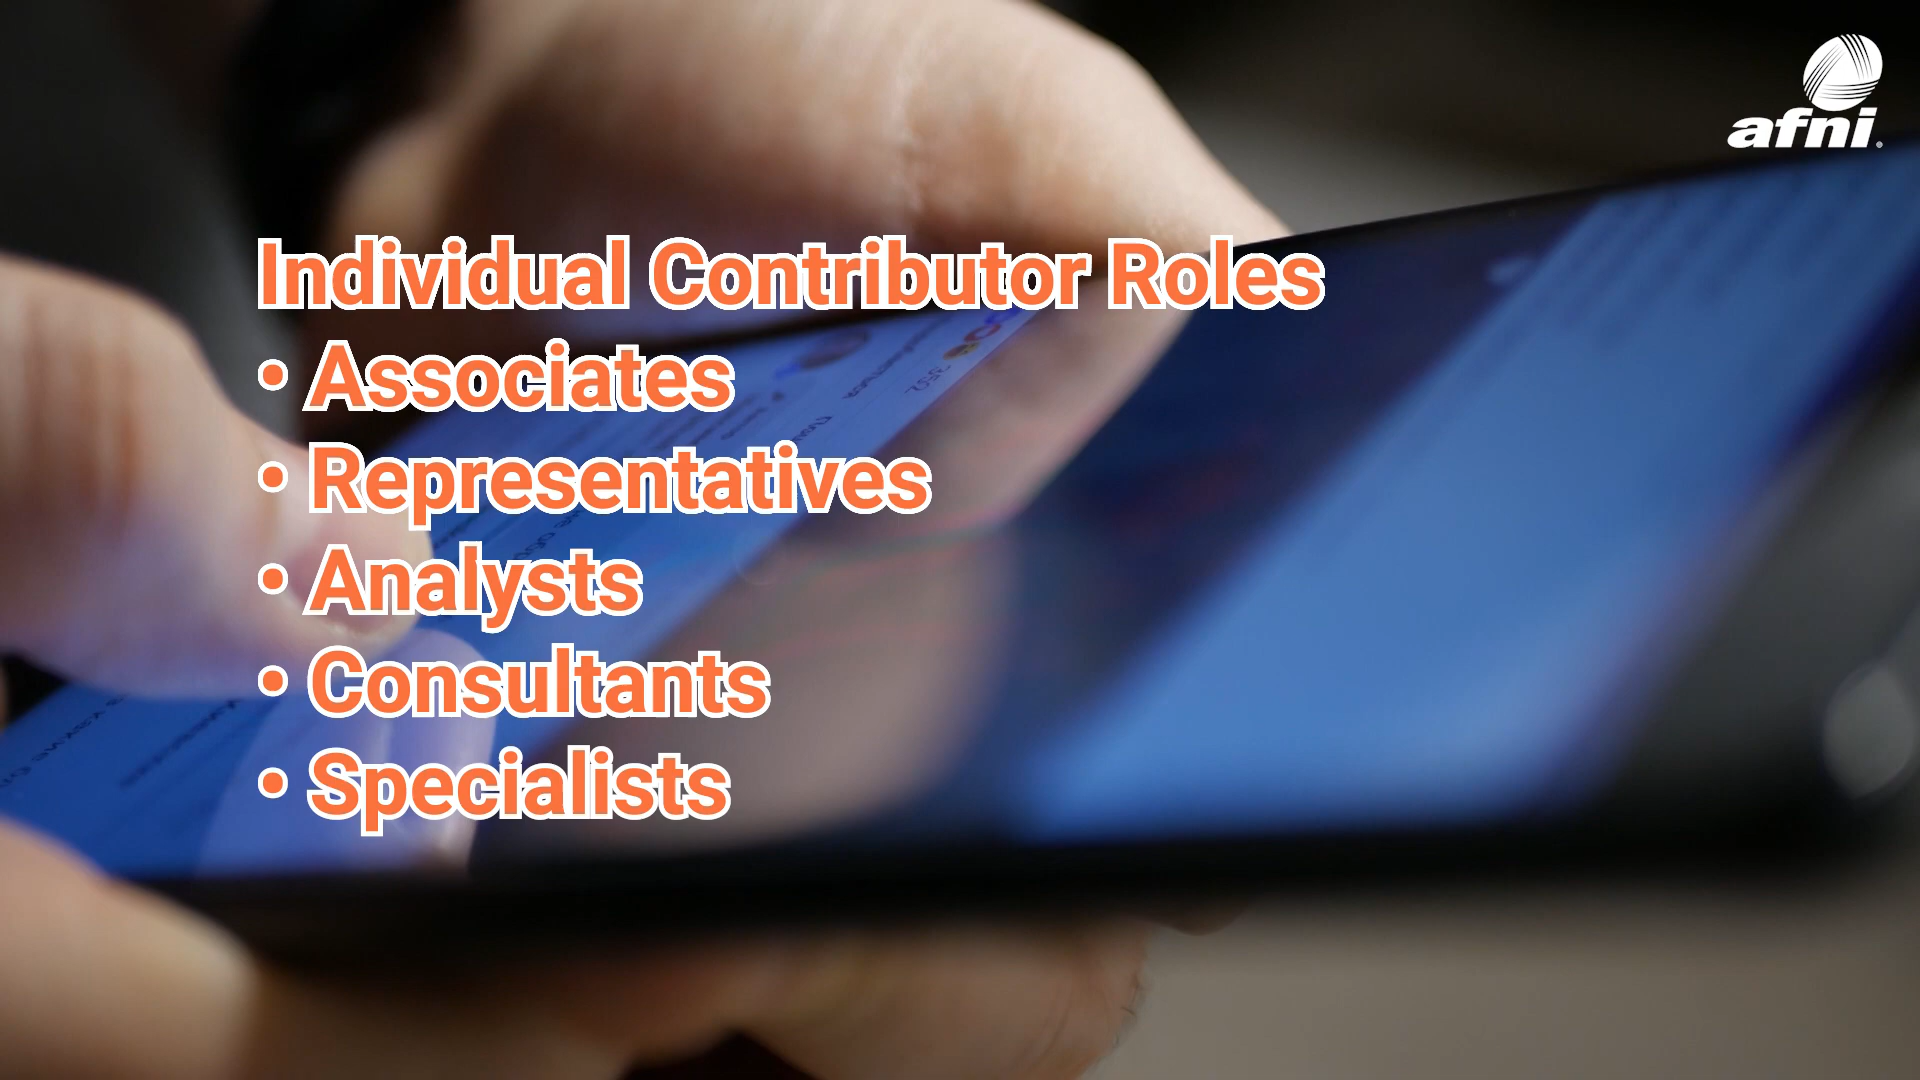 afni
Individual Contributor Roles
• Associates
• Representatives
• Analysts
• Consultants
• Specialists